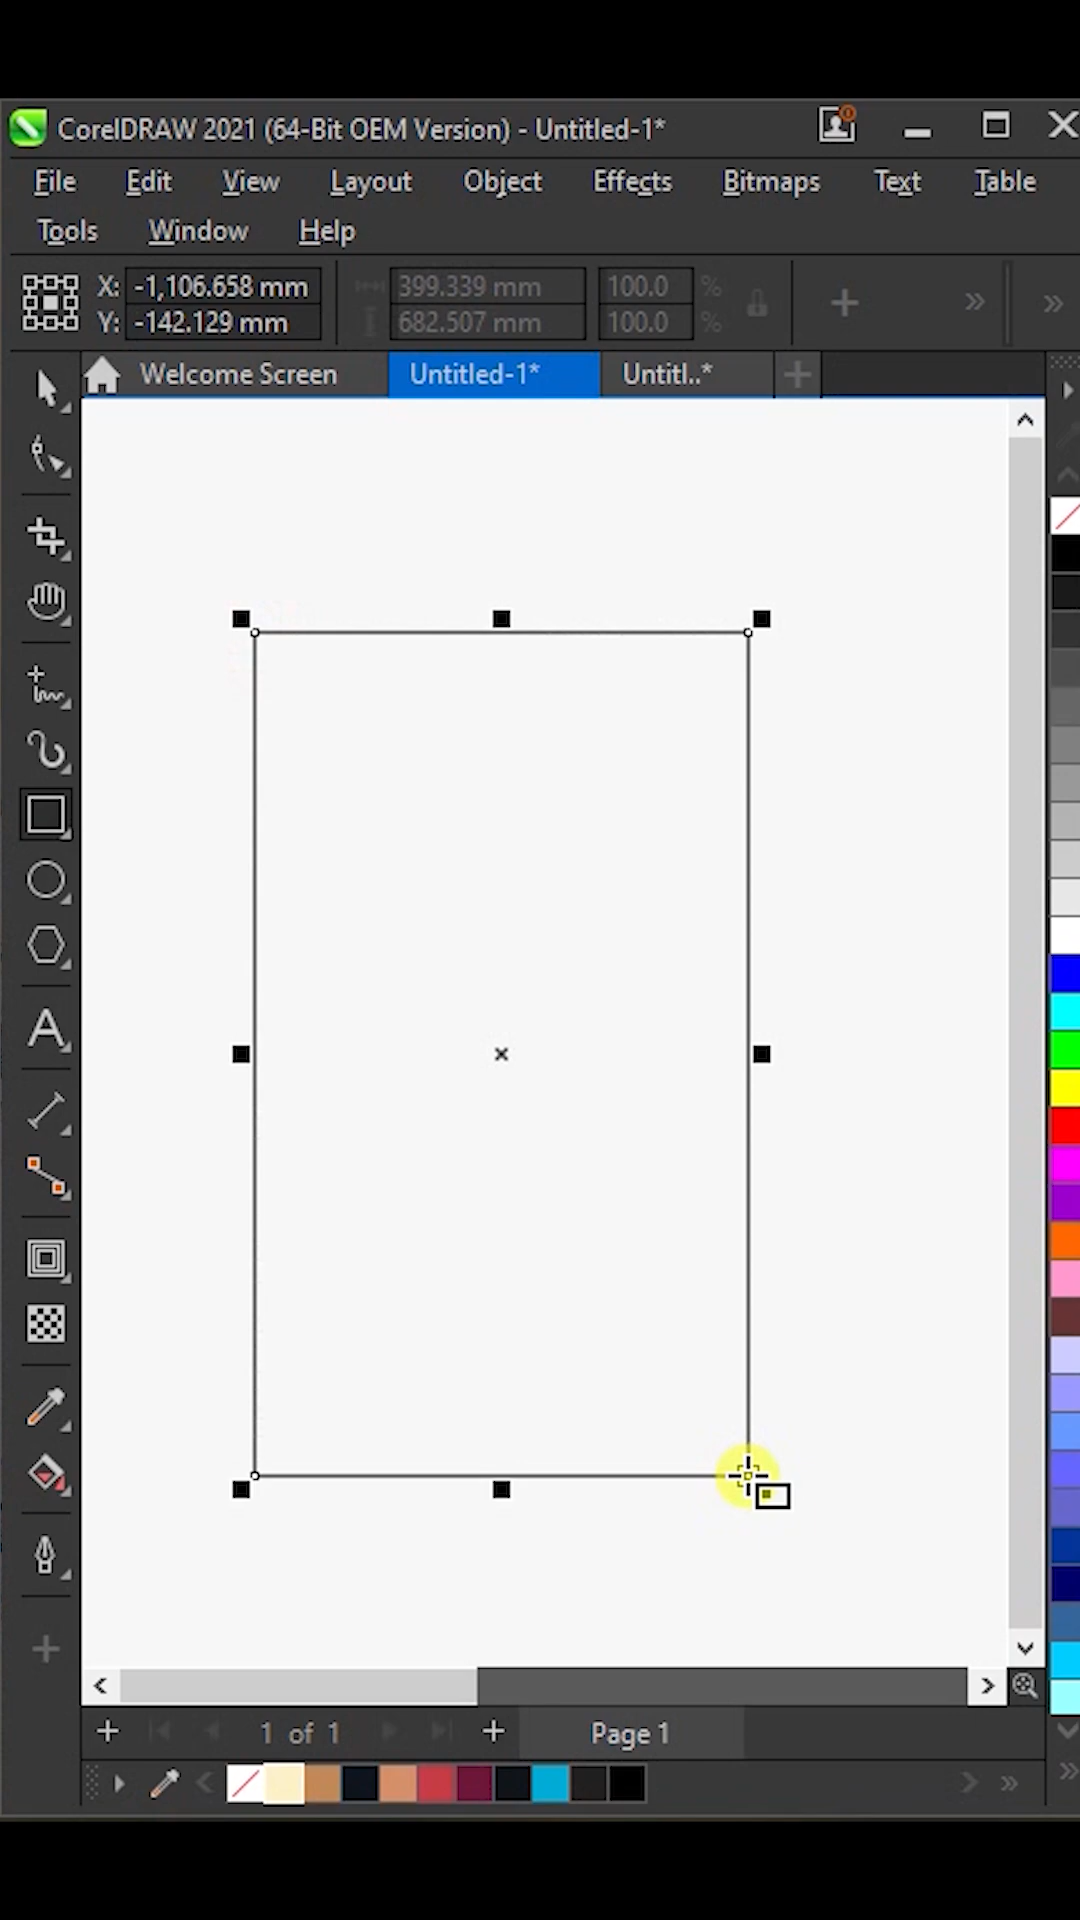 CorelDRAW 2021 (64-Bit OEM Version) - Untitled-1*
File Edit View Layout Object Effects Bitmaps Text Table
Tools Window Help
X: -1,106.658 mm 399.339 mm 100.0 %
Y: -142.129 mm 682.507 mm 100.0 %
Welcome Screen Untitled-1* Untitl..*
1 of 1 Page 1